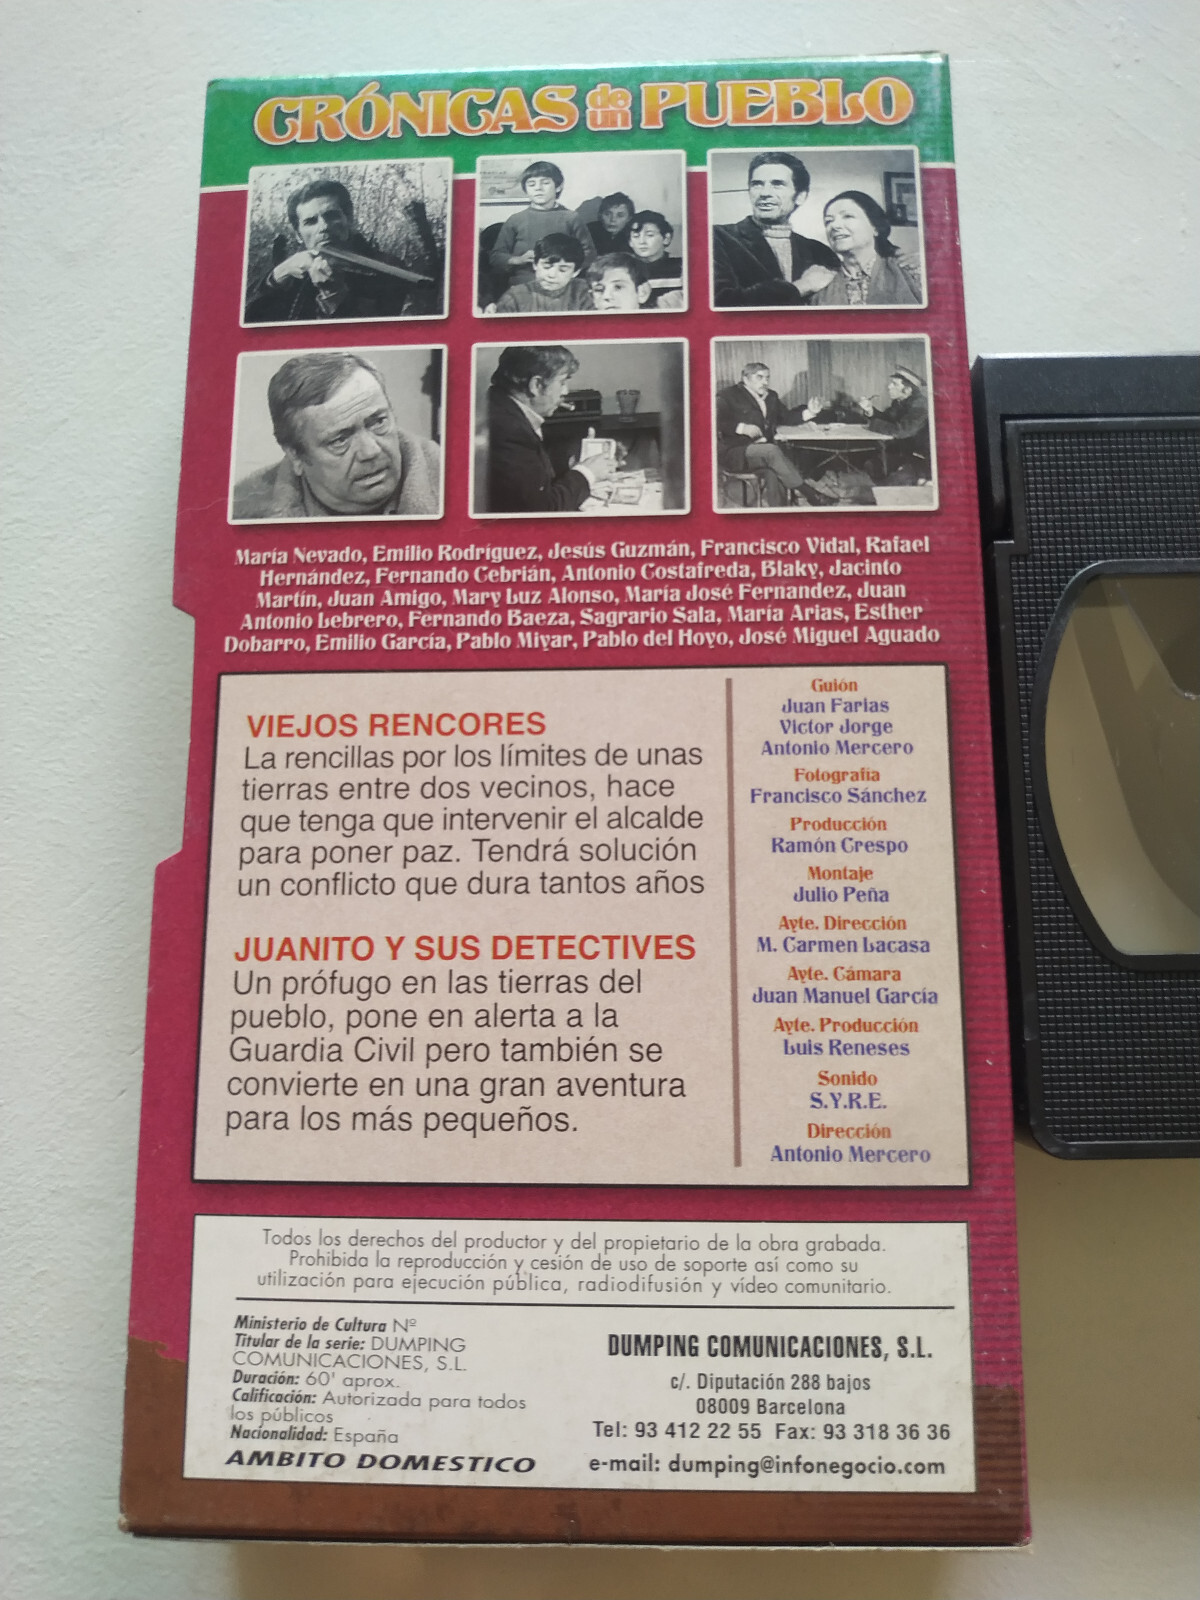 CRÓNICAS de un PUEBLO
María Nevado, Emilio Rodríguez, Jesús Guzmán, Francisco Vidal, Rafael
Hernández, Fernando Cebrián, Antonio Costafreda, Blaky, Jacinto
Martín, Juan Amigo, Mary Luz Alonso, María José Fernandez, Juan
Antonio Lebrero, Fernando Baeza, Sagrario Sala, María Arias, Esther
Dobarro, Emilio García, Pablo Miyar, Pablo del Hoyo, José Miguel Aguado
VIEJOS RENCORES
La rencillas por los límites de unas
tierras entre dos vecinos, hace
que tenga que intervenir el alcalde
para poner paz. Tendrá solución
un conflicto que dura tantos años
JUANITO Y SUS DETECTIVES
Un prófugo en las tierras del
pueblo, pone en alerta a la
Guardia Civil pero también se
convierte en una gran aventura
para los más pequeños.
Guión
Juan Farias
Victor Jorge
Antonio Mercero
Fotografía
Francisco Sánchez
Producción
Ramón Crespo
Montaje
Julio Peña
Ayte. Dirección
M. Carmen Lacasa
Ayte. Cámara
Juan Manuel García
Ayte. Producción
Luis Reneses
Sonido
S.Y.R.E.
Dirección
Antonio Mercero
Todos los derechos del productor y del propietario de la obra grabada.
Prohibida la reproducción y cesión de uso de soporte así como su
utilización para ejecución pública, radiodifusión y vídeo comunitario.
Ministerio de Cultura Nº
Titular de la serie: DUMPING
COMUNICACIONES, S.L.
Duración: 60' aprox.
Calificación: Autorizada para todos
los públicos
Nacionalidad: España
AMBITO DOMESTICO
DUMPING COMUNICACIONES, S.L.
c/. Diputación 288 bajos
08009 Barcelona
Tel: 93 412 22 55 Fax: 93 318 36 36
e-mail: dumping@infonegocio.com